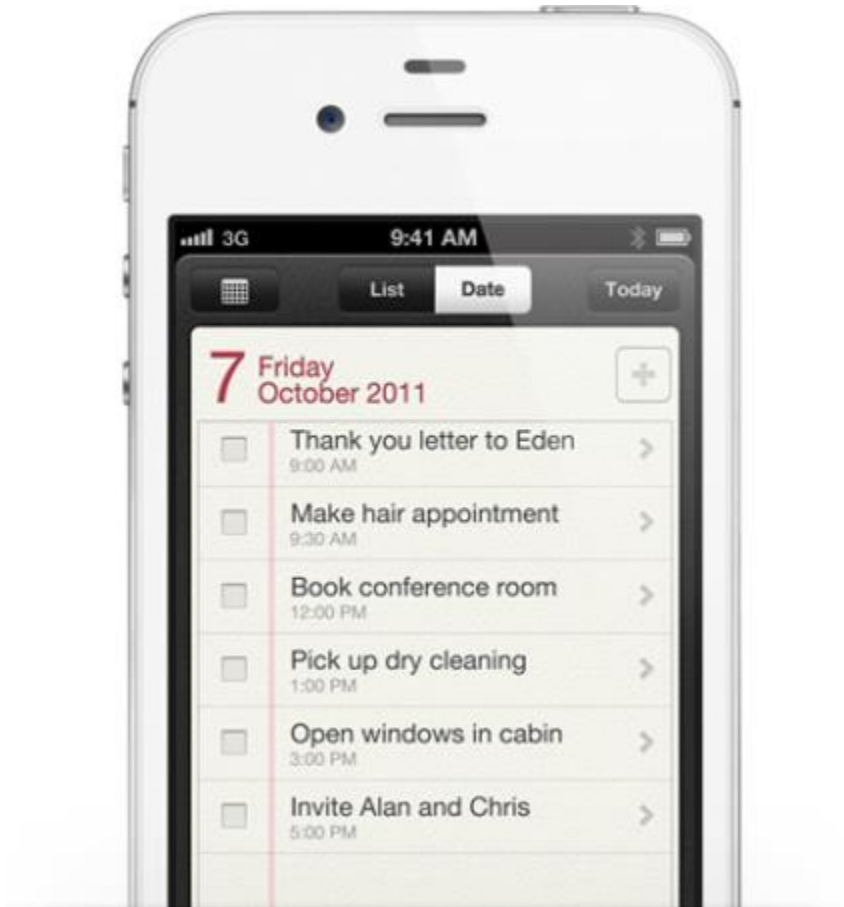 3G 9:41 AM
List Date Today
7 Friday
October 2011
Thank you letter to Eden
9:00 AM
Make hair appointment
9:30 AM
Book conference room
12:00 PM
Pick up dry cleaning
1:00 PM
Open windows in cabin
3:00 PM
Invite Alan and Chris
5:00 PM